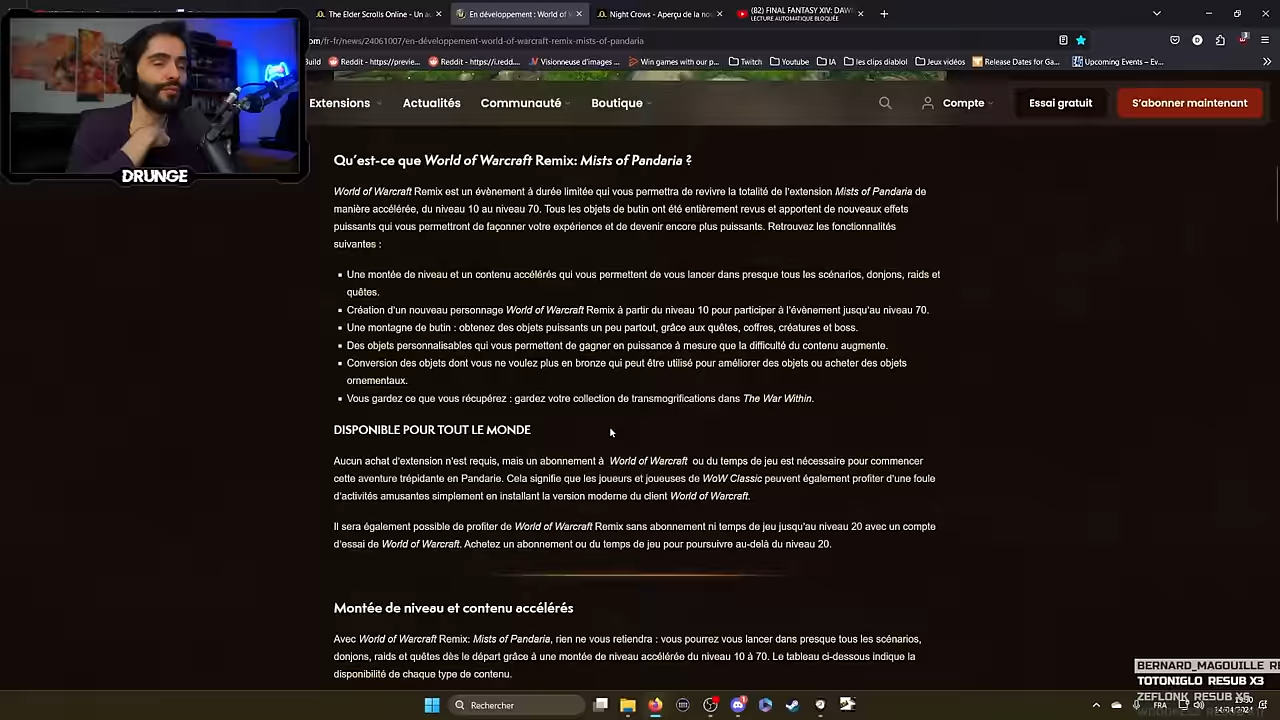 The Elder Scrolls Online - Un au
En développement : World of W
Night Crows - Aperçu de la nou
(82) FINAL FANTASY XIV: DAW
LECTURE AUTOMATIQUE BLOQUÉE
om/fr-fr/news/24061007/en-développement-world-of-warcraft-remix-mists-of-pandaria
Build Reddit - https://previe... Reddit - https://i.redd... Visionneuse d'images ... Win games with our p... Twitch Youtube IA les clips diablol Jeux vidéos Release Dates for Ga... Upcoming Events – Ev...
Extensions Actualités Communauté Boutique Compte Essai gratuit S'abonner maintenant
DRUNGE
Qu'est-ce que World of Warcraft Remix: Mists of Pandaria ?
World of Warcraft Remix est un évènement à durée limitée qui vous permettra de revivre la totalité de l'extension Mists of Pandaria de
manière accélérée, du niveau 10 au niveau 70. Tous les objets de butin ont été entièrement revus et apportent de nouveaux effets
puissants qui vous permettront de façonner votre expérience et de devenir encore plus puissants. Retrouvez les fonctionnalités
suivantes :
Une montée de niveau et un contenu accélérés qui vous permettent de vous lancer dans presque tous les scénarios, donjons, raids et
quêtes.
Création d'un nouveau personnage World of Warcraft Remix à partir du niveau 10 pour participer à l'évènement jusqu'au niveau 70.
Une montagne de butin : obtenez des objets puissants un peu partout, grâce aux quêtes, coffres, créatures et boss.
Des objets personnalisables qui vous permettent de gagner en puissance à mesure que la difficulté du contenu augmente.
Conversion des objets dont vous ne voulez plus en bronze qui peut être utilisé pour améliorer des objets ou acheter des objets
ornementaux.
Vous gardez ce que vous récupérez : gardez votre collection de transmogrifications dans The War Within.
DISPONIBLE POUR TOUT LE MONDE
Aucun achat d'extension n'est requis, mais un abonnement à World of Warcraft ou du temps de jeu est nécessaire pour commencer
cette aventure trépidante en Pandarie. Cela signifie que les joueurs et joueuses de WoW Classic peuvent également profiter d'une foule
d'activités amusantes simplement en installant la version moderne du client World of Warcraft.
Il sera également possible de profiter de World of Warcraft Remix sans abonnement ni temps de jeu jusqu'au niveau 20 avec un compte
d'essai de World of Warcraft. Achetez un abonnement ou du temps de jeu pour poursuivre au-delà du niveau 20.
Montée de niveau et contenu accélérés
Avec World of Warcraft Remix: Mists of Pandaria, rien ne vous retiendra : vous pourrez vous lancer dans presque tous les scénarios,
donjons, raids et quêtes dès le départ grâce à une montée de niveau accélérée du niveau 10 à 70. Le tableau ci-dessous indique la
disponibilité de chaque type de contenu.
BERNARD_MAGOUILLE RE
TOTONIGLO RESUB X3
ZEFLONK RESUB X6
Rechercher
FRA